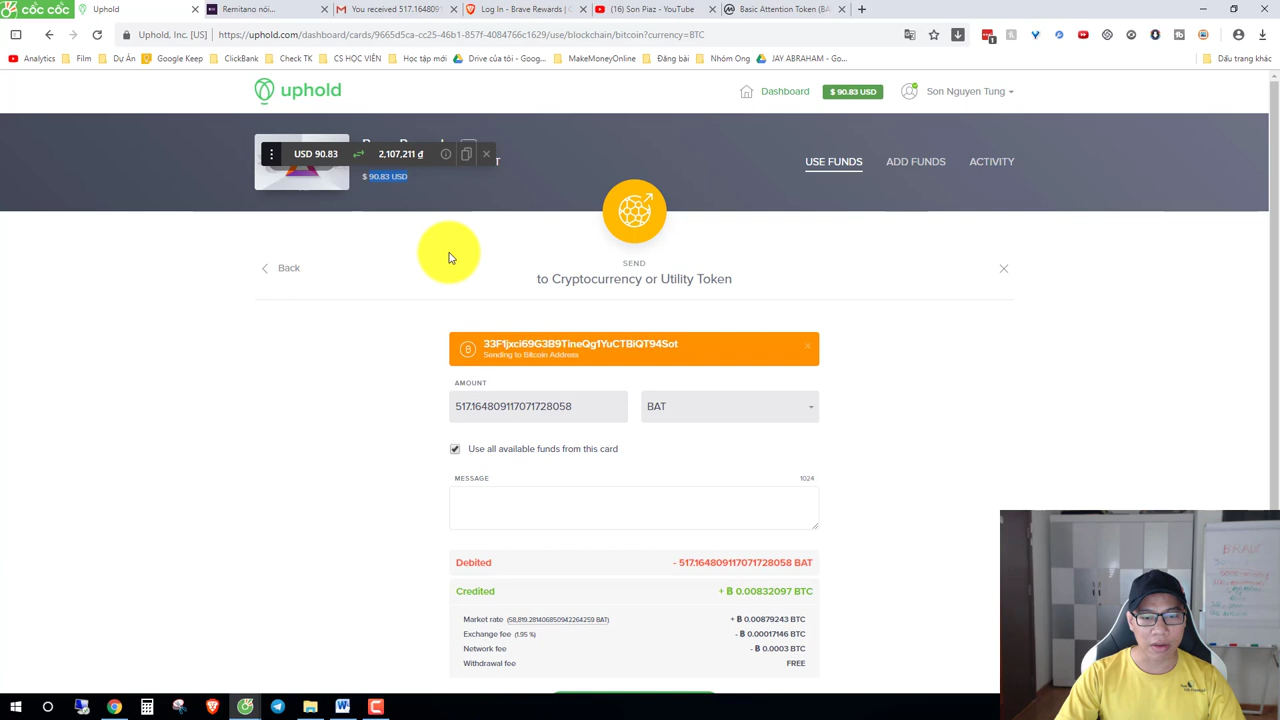 cốc cốc
Uphold
Remitano nói...
You received 517.1648091
Log In - Brave Rewards | C
(16) Son Piaz - YouTube
Basic Attention Token (BA
Uphold, Inc. [US] | https://uphold.com/dashboard/cards/9665d5ca-cc25-46b1-857f-4084766c1629/use/blockchain/bitcoin?currency=BTC
Analytics
Film
Dự Án
Google Keep
ClickBank
Check TK
CS HỌC VIÊN
Học tập mới
Drive của tôi - Goog...
MakeMoneyOnline
Đăng bài
Nhóm Ong
JAY ABRAHAM - Go...
Dấu trang khác
uphold
Dashboard
$ 90.83 USD
Son Nguyen Tung
USD 90.83
2,107,211 ₫
$ 90.83 USD
USE FUNDS
ADD FUNDS
ACTIVITY
Back
SEND
to Cryptocurrency or Utility Token
33F1jxci69G3B9TineQg1YuCTBiQT94Sot
Sending to Bitcoin Address
AMOUNT
517.164809117071728058
BAT
Use all available funds from this card
MESSAGE
1024
Debited
- 517.164809117071728058 BAT
Credited
+ ₿ 0.00832097 BTC
Market rate (58,819.281406850942264259 BAT)
+ ₿ 0.00879243 BTC
Exchange fee (1.95 %)
- ₿ 0.00017146 BTC
Network fee
- ₿ 0.0003 BTC
Withdrawal fee
FREE